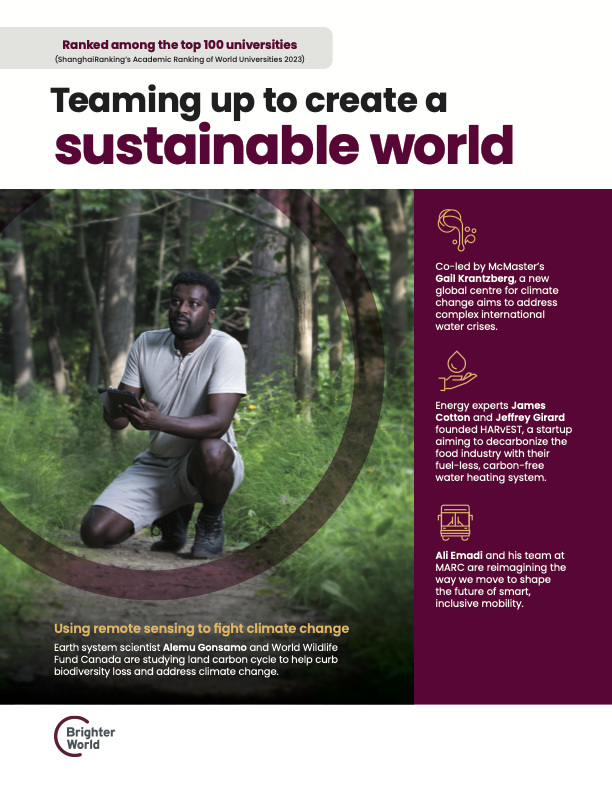 Ranked among the top 100 universities
(ShanghaiRanking's Academic Ranking of World Universities 2023)
Teaming up to create a
sustainable world
Co-led by McMaster's
Gail Krantzberg, a new
global centre for climate
change aims to address
complex international
water crises.
Energy experts James
Cotton and Jeffrey Girard
founded HARvEST, a startup
aiming to decarbonize the
food industry with their
fuel-less, carbon-free
water heating system.
Ali Emadi and his team at
MARC are reimagining the
way we move to shape
the future of smart,
inclusive mobility.
Using remote sensing to fight climate change
Earth system scientist Alemu Gonsamo and World Wildlife
Fund Canada are studying land carbon cycle to help curb
biodiversity loss and address climate change.
Brighter
World